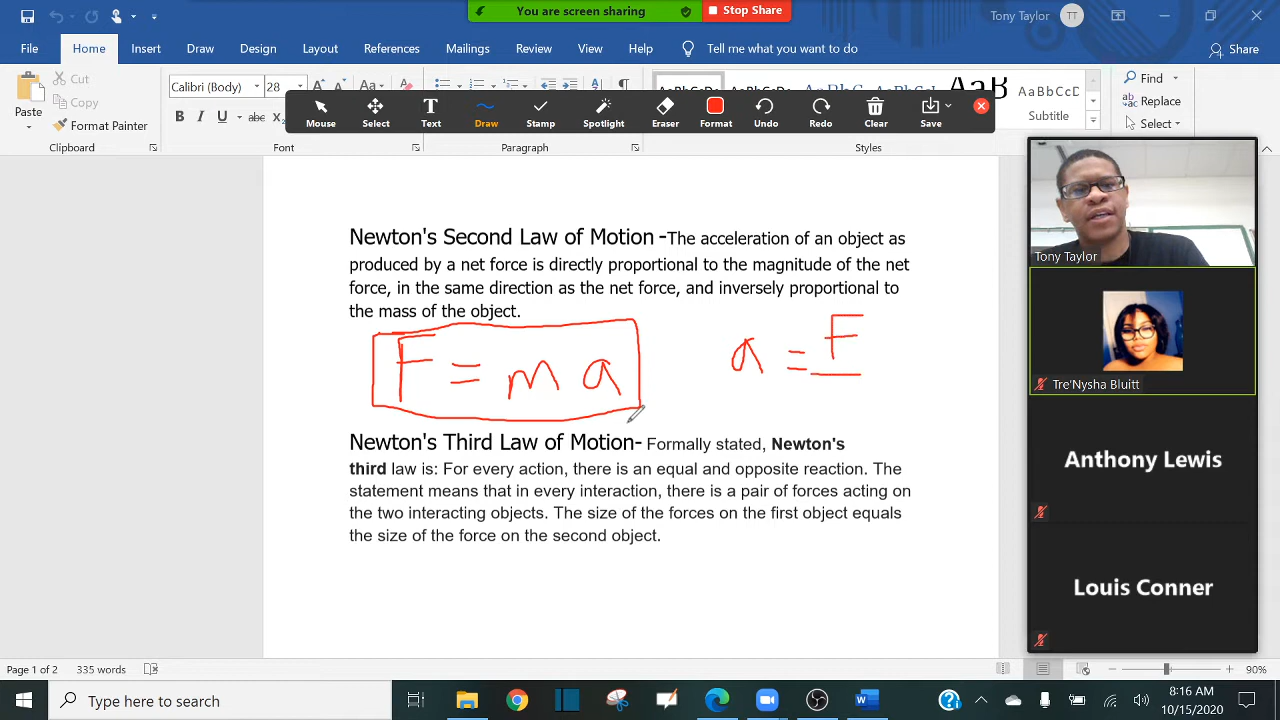 You are screen sharing
Stop Share
Tony Taylor
TT
File Home Insert Draw Design Layout References Mailings Review View Help Tell me what you want to do
Share
Paste
Cut
Copy
Format Painter
Clipboard
Calibri (Body) 28
Aa
B I U abc
Font
Paragraph
AaBbCcDc AaBbCcDc AaBbC AaBbCcD AaB AaBbCcD
Subtitle
Styles
Find
Replace
Select
Mouse Select Text Draw Stamp Spotlight Eraser Format Undo Redo Clear Save
Newton's Second Law of Motion -The acceleration of an object as
produced by a net force is directly proportional to the magnitude of the net
force, in the same direction as the net force, and inversely proportional to
the mass of the object.
F = m a
a = F
Newton's Third Law of Motion- Formally stated, Newton's
third law is: For every action, there is an equal and opposite reaction. The
statement means that in every interaction, there is a pair of forces acting on
the two interacting objects. The size of the forces on the first object equals
the size of the force on the second object.
Tony Taylor
Tre'Nysha Bluitt
Anthony Lewis
Louis Conner
Page 1 of 2 335 words
90%
Type here to search
8:16 AM
10/15/2020